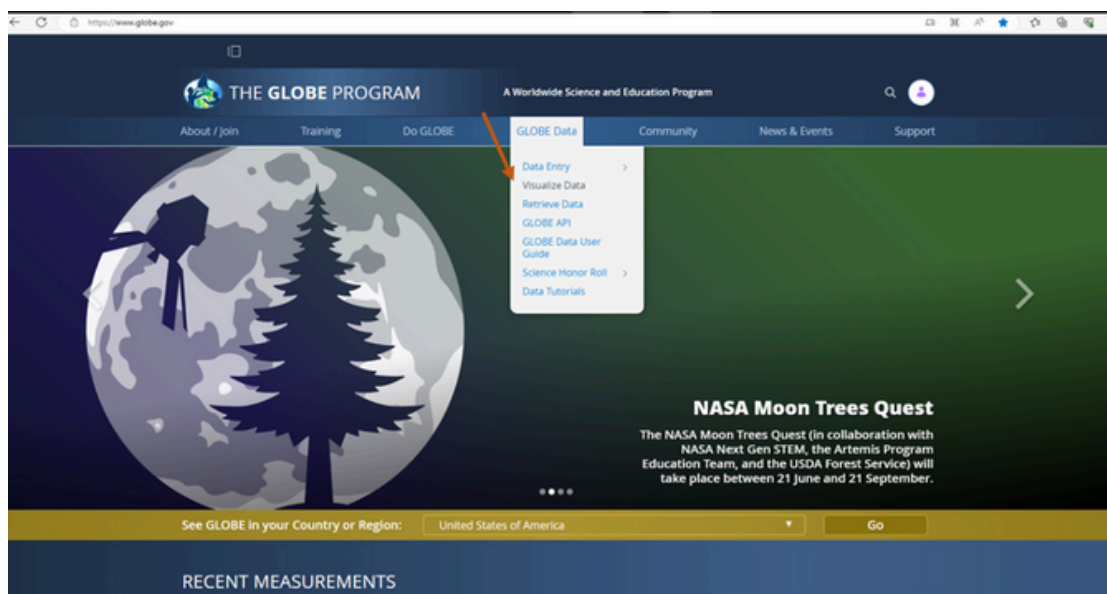 https://www.globe.gov
THE GLOBE PROGRAM
A Worldwide Science and Education Program
About / Join
Training
Do GLOBE
GLOBE Data
Community
News & Events
Support
Data Entry
Visualize Data
Retrieve Data
GLOBE API
GLOBE Data User
Guide
Science Honor Roll
Data Tutorials
NASA Moon Trees Quest
The NASA Moon Trees Quest (in collaboration with
NASA Next Gen STEM, the Artemis Program
Education Team, and the USDA Forest Service) will
take place between 21 June and 21 September.
See GLOBE in your Country or Region:
United States of America
Go
RECENT MEASUREMENTS